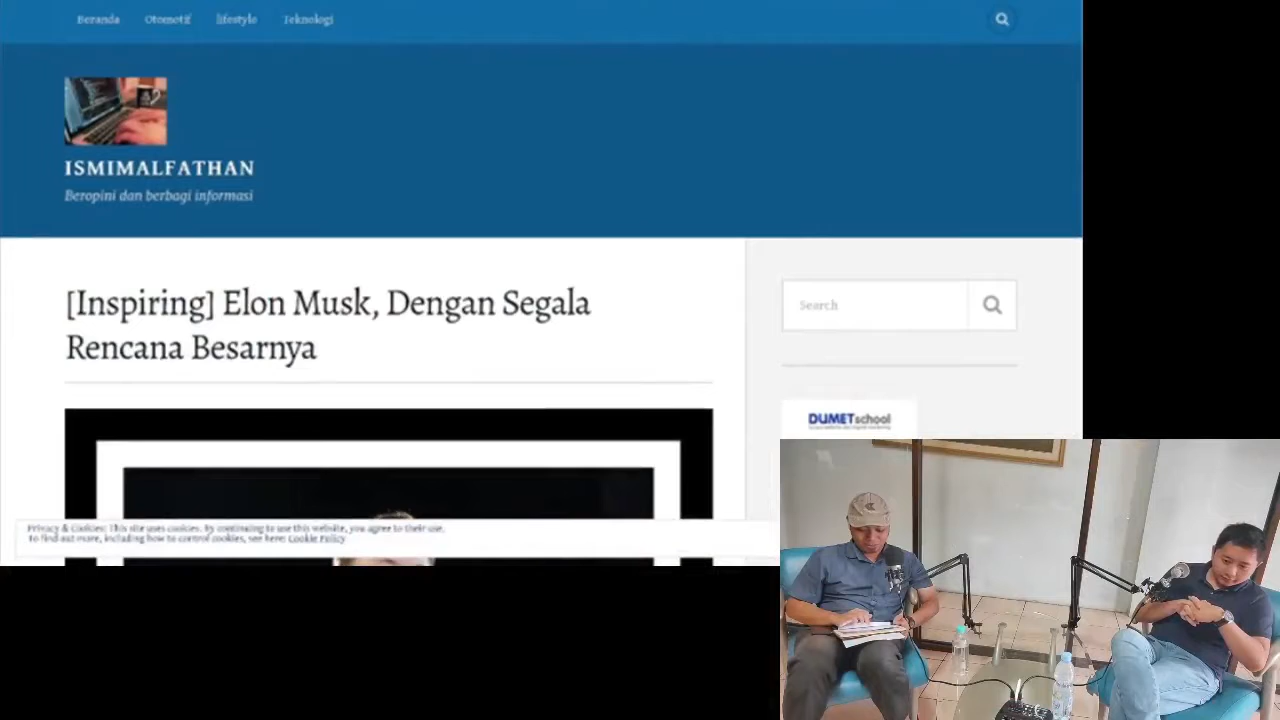 Beranda Otomotif lifestyle Teknologi
ISMIMALFATHAN
Beropini dan berbagi informasi
[Inspiring] Elon Musk, Dengan Segala
Rencana Besarnya
Search
DUMETschool
Privacy & Cookies: This site uses cookies. By continuing to use this website, you agree to their use.
To find out more, including how to control cookies, see here: Cookie Policy